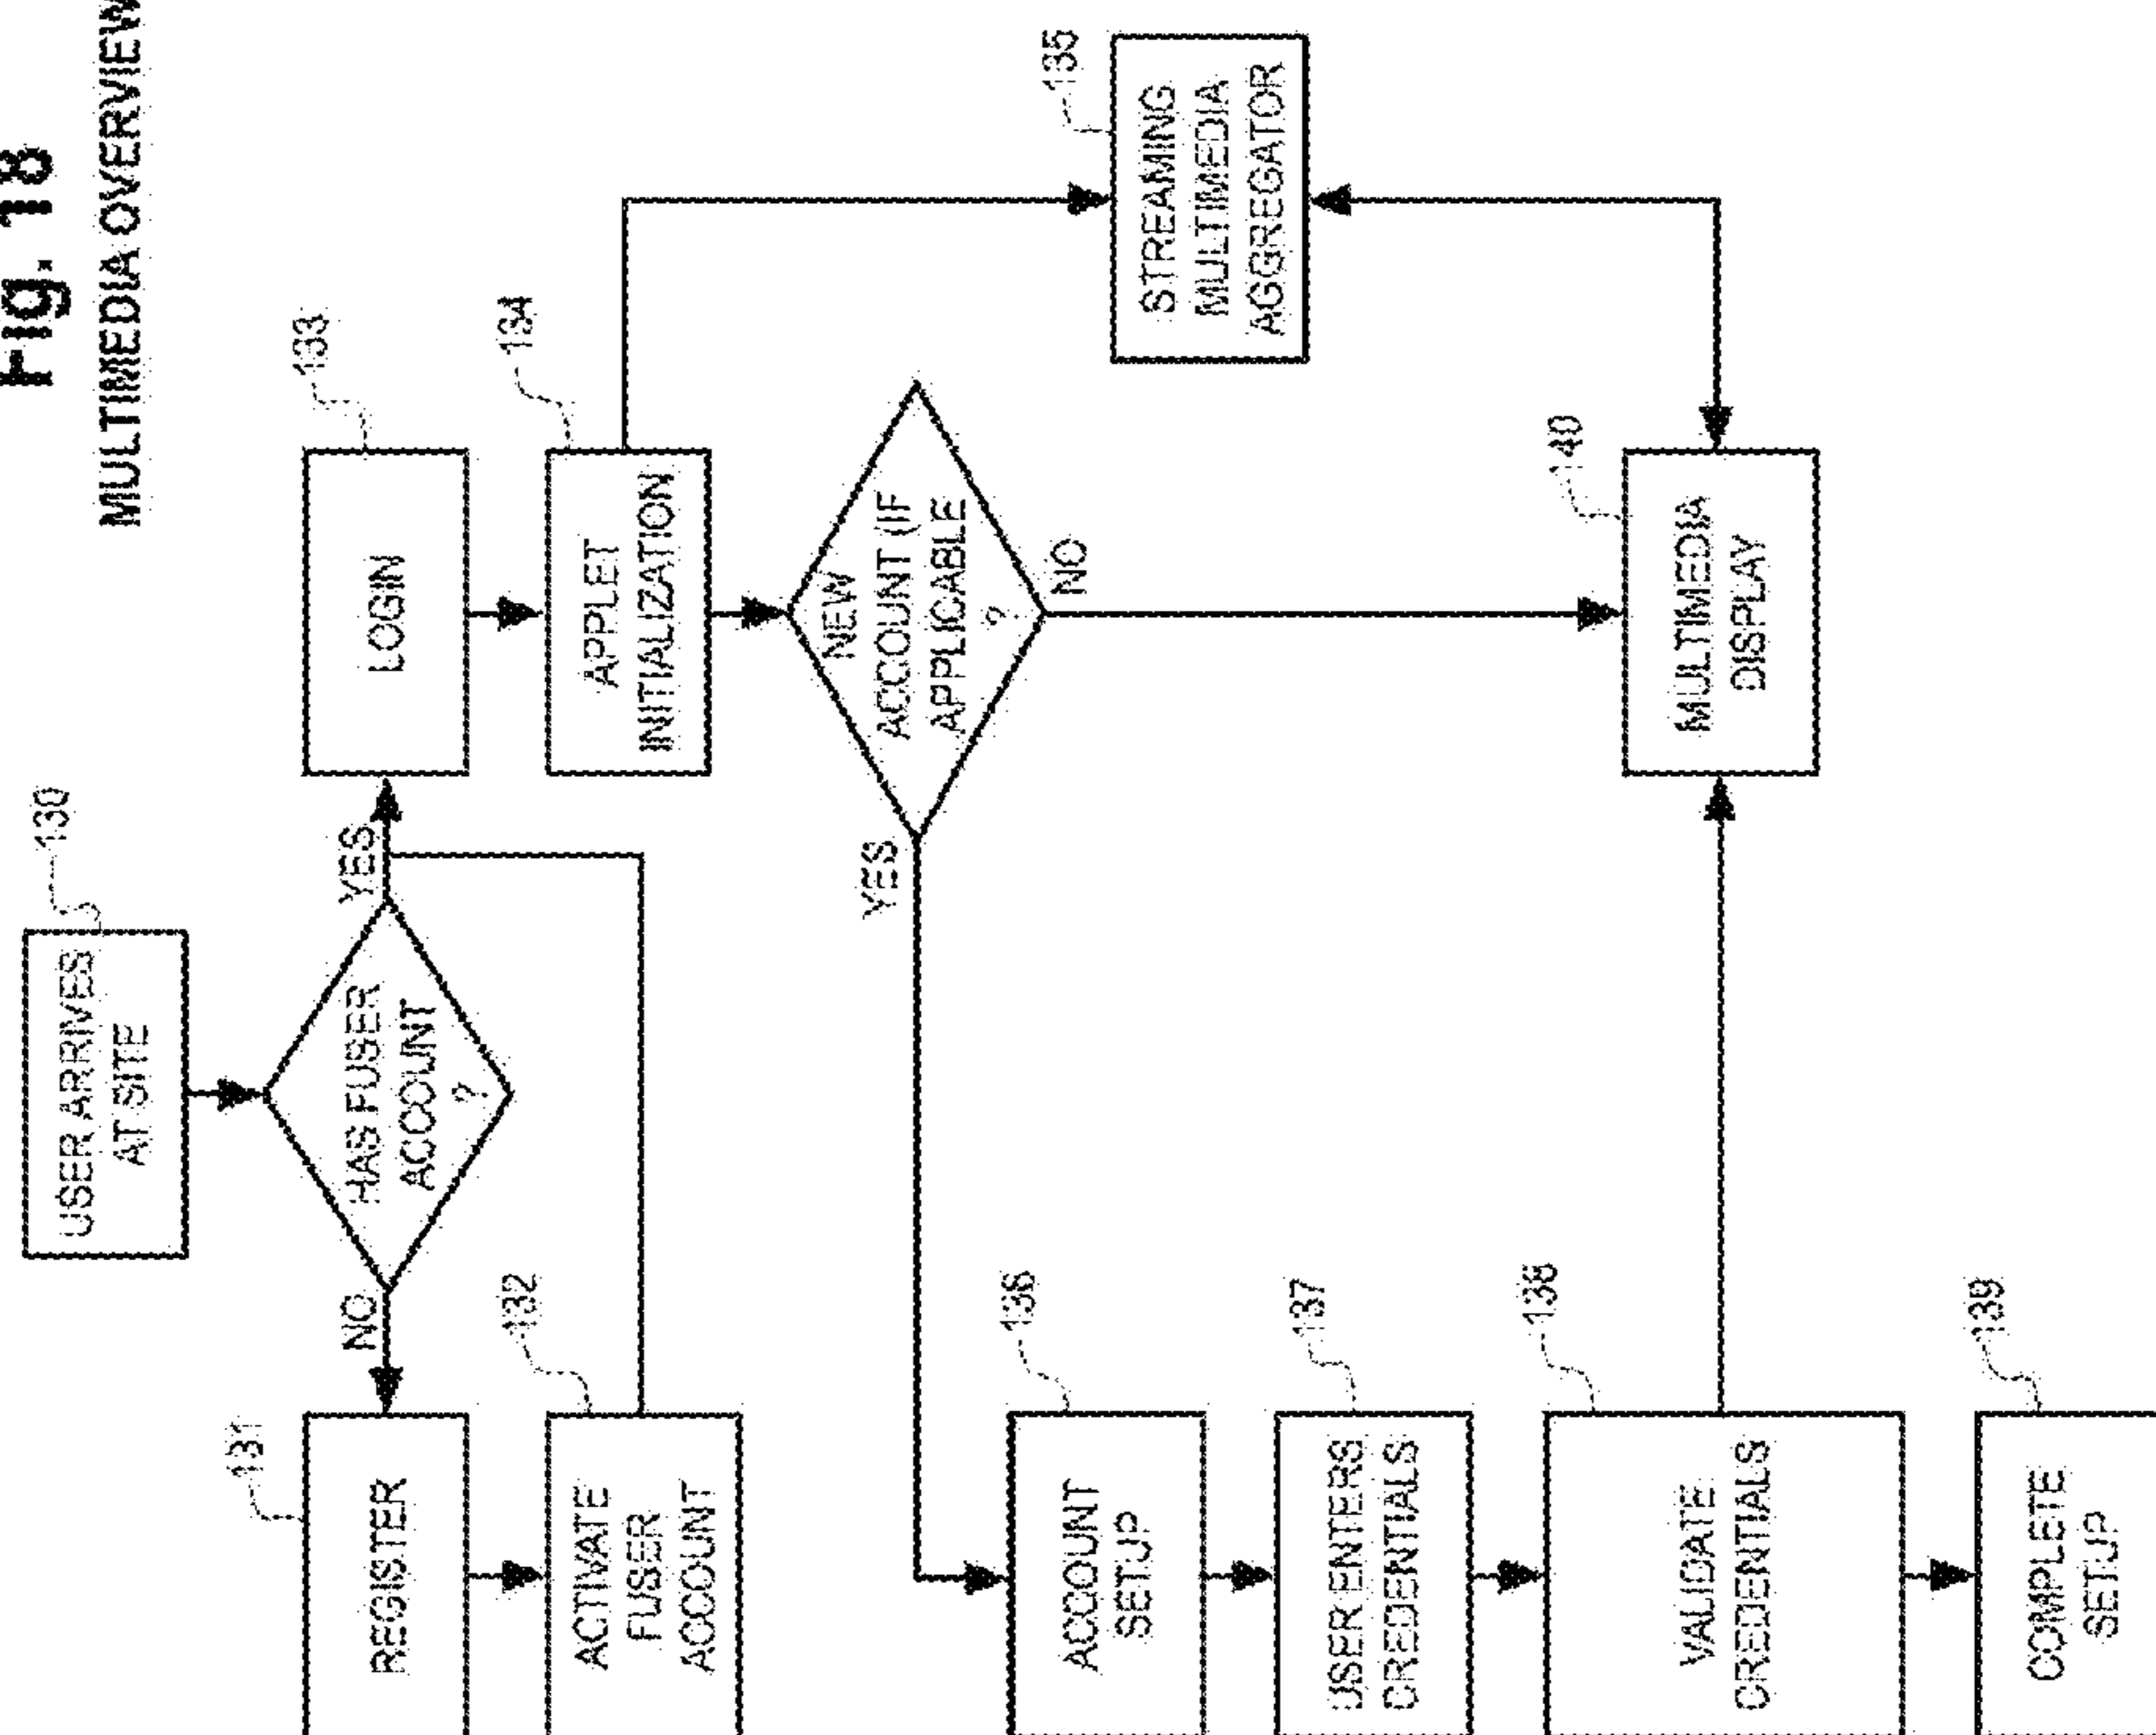 Fig. 18
MULTIMEDIA OVERVIEW
130
USER ARRIVES
AT SITE
HAS FUSER
ACCOUNT
?
NO
YES
131
REGISTER
132
ACTIVATE
FUSER
ACCOUNT
133
LOGIN
134
APPLET
INITIALIZATION
NEW
ACCOUNT (IF
APPLICABLE
?
YES
NO
135
STREAMING
MULTIMEDIA
AGGREGATOR
136
ACCOUNT
SETUP
137
USER ENTERS
CREDENTIALS
138
VALIDATE
CREDENTIALS
139
COMPLETE
SETUP
140
MULTIMEDIA
DISPLAY